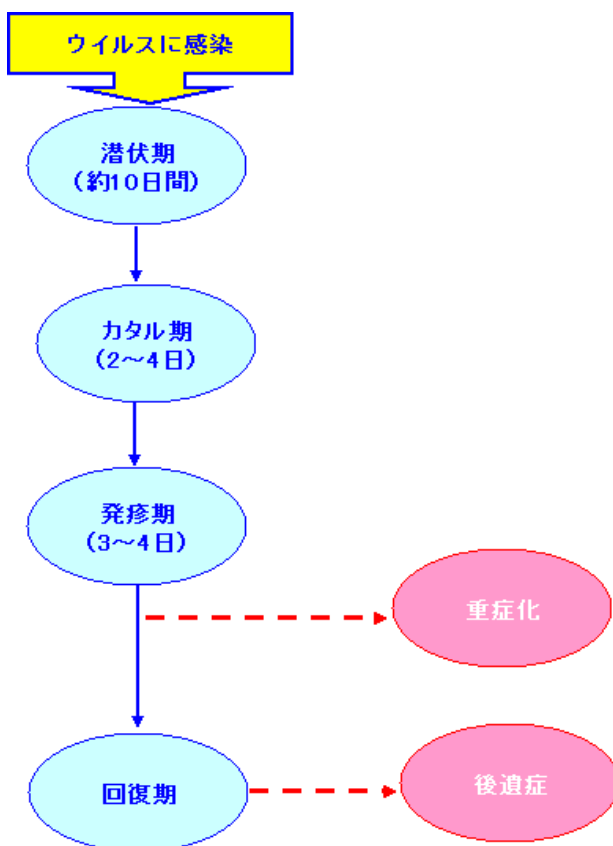 ウイルスに感染
潜伏期
(約10日間)
カタル期
(2～4日)
発疹期
(3～4日)
重症化
回復期
後遺症